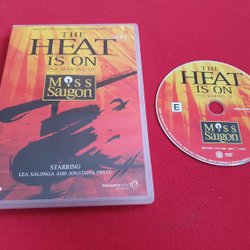 THE
HEAT
IS ON
THE MAKING OF
MISS
SAIGON
STARRING
LEA SALONGA AND JONATHAN PRYCE
THE
HEAT
IS ON
THE MAKING OF
E
MISS
SAIGON
DVD